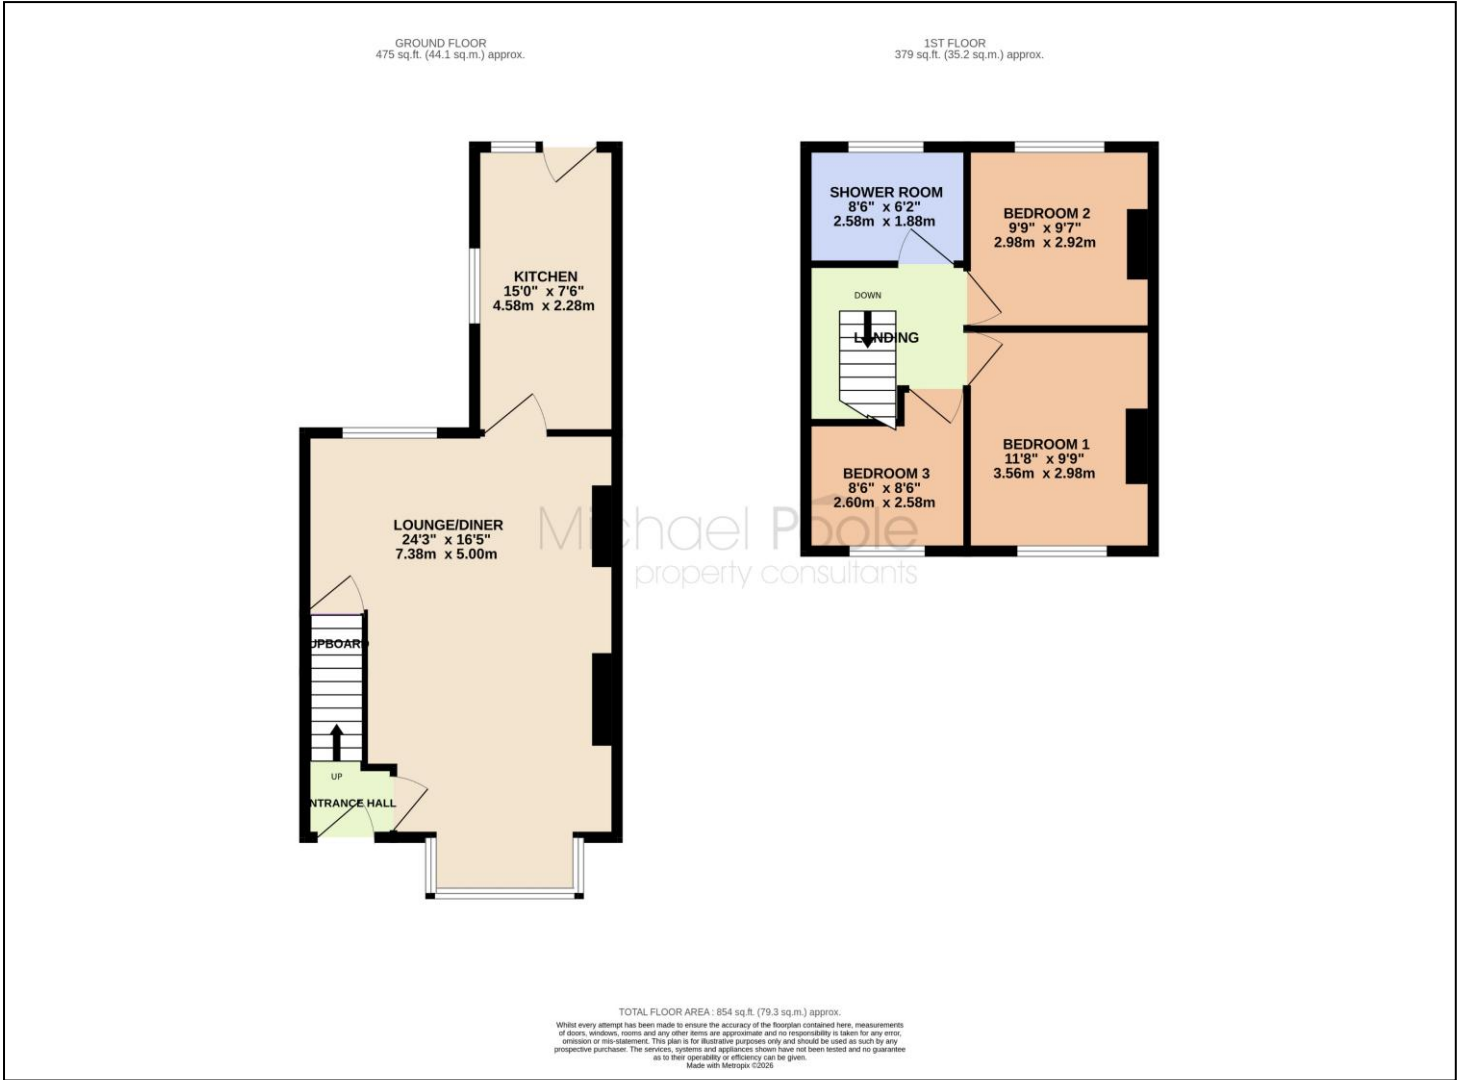 GROUND FLOOR
475 sq.ft. (44.1 sq.m.) approx.
1ST FLOOR
379 sq.ft. (35.2 sq.m.) approx.
KITCHEN
15'0" x 7'6"
4.58m x 2.28m
LOUNGE/DINER
24'3" x 16'5"
7.38m x 5.00m
UPBOARD
UP
NTRANCE HALL
SHOWER ROOM
8'6" x 6'2"
2.58m x 1.88m
BEDROOM 2
9'9" x 9'7"
2.98m x 2.92m
DOWN
LANDING
BEDROOM 1
11'8" x 9'9"
3.56m x 2.98m
BEDROOM 3
8'6" x 8'6"
2.60m x 2.58m
Michael Poole
property consultants
TOTAL FLOOR AREA : 854 sq.ft. (79.3 sq.m.) approx.
Whilst every attempt has been made to ensure the accuracy of the floorplan contained here, measurements
of doors, windows, rooms and any other items are approximate and no responsibility is taken for any error,
omission or mis-statement. This plan is for illustrative purposes only and should be used as such by any
prospective purchaser. The services, systems and appliances shown have not been tested and no guarantee
as to their operability or efficiency can be given.
Made with Metropix ©2026